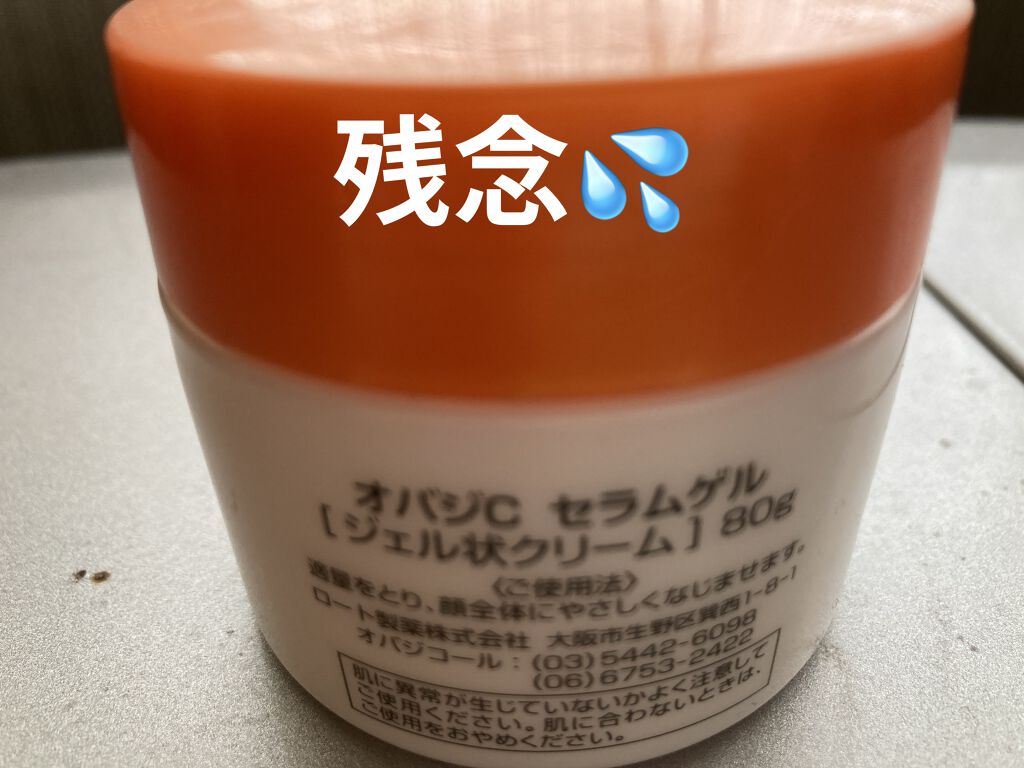 残念💦
オバジC セラムゲル
[ジェル状クリーム] 80g
〈ご使用法〉
適量をとり、顔全体にやさしくなじませます。
ロート製薬株式会社 大阪市生野区巽西1-8-1
オバジコール：(03)5442-6098
(06)6753-2422
肌に異常が生じていないかよく注意して
ご使用ください。肌に合わないときは、
ご使用をおやめください。